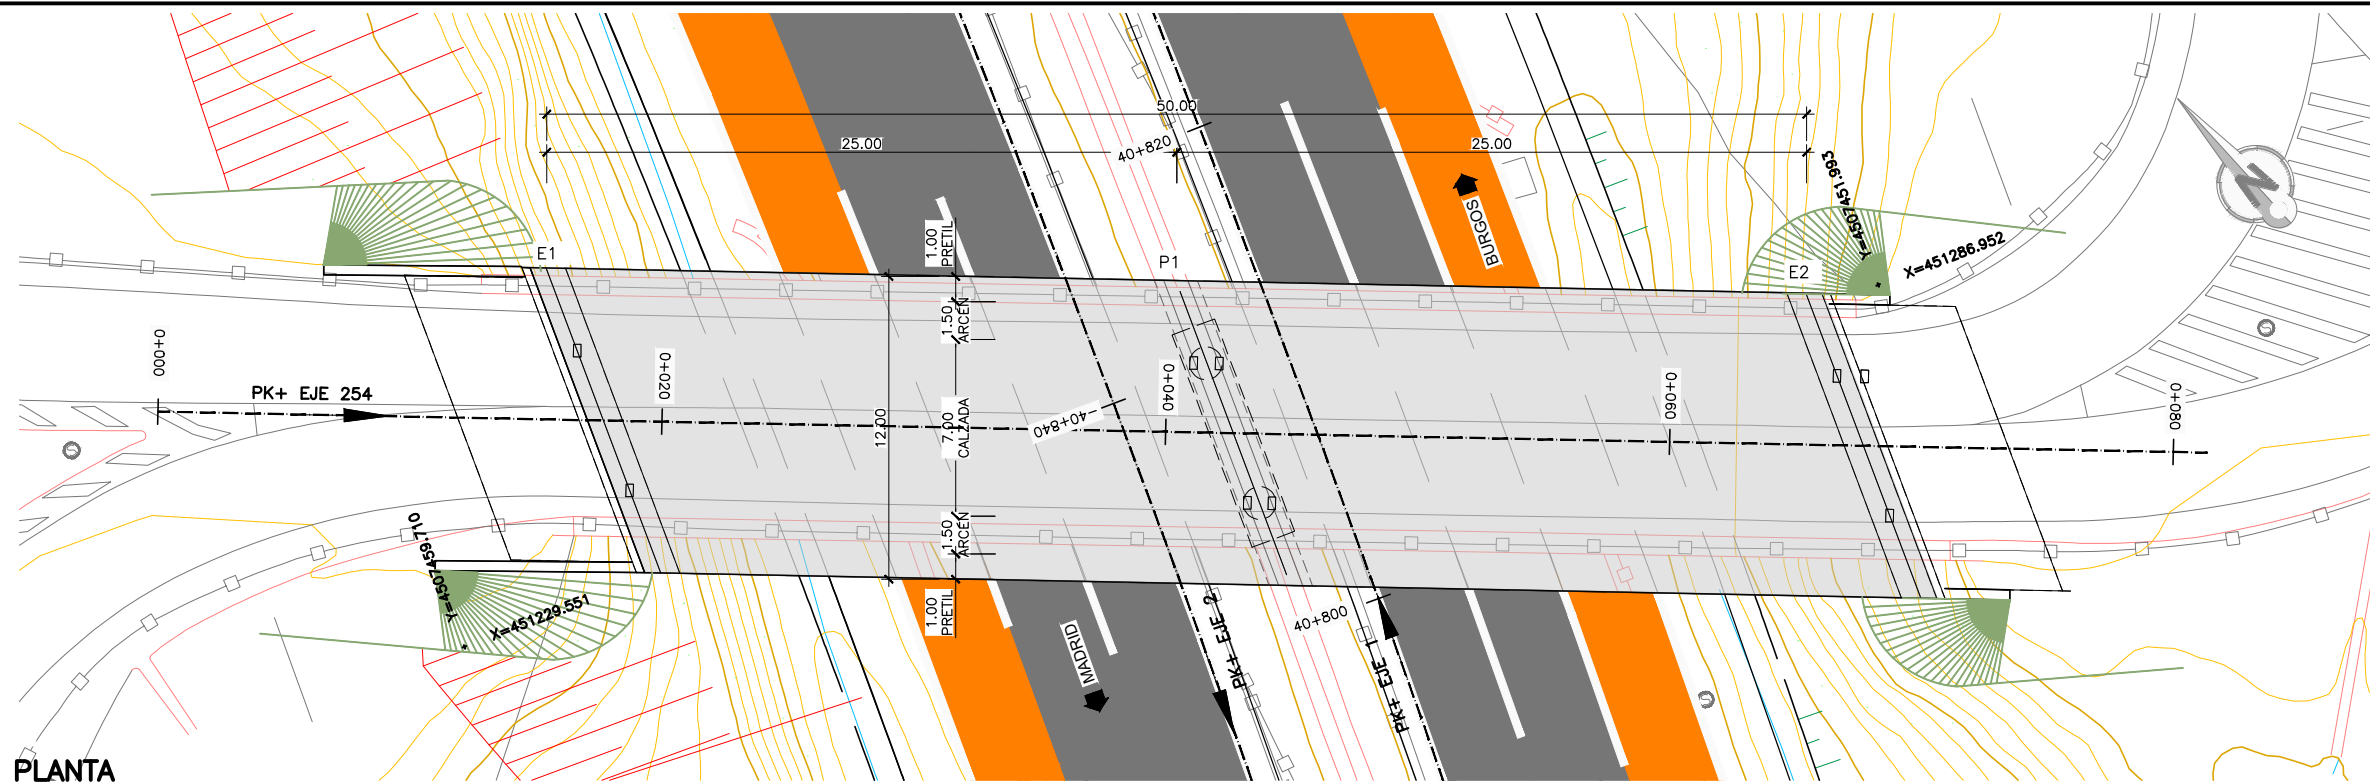 50.00
25.00
25.00
40+820
BURGOS
Y=4507451.993
X=451286.952
N
1.00
PRETIL
E1
P1
E2
1.50
ARCÉN
0+000
0+020
0+040
0+060
0+080
PK+ EJE 254
12.00
7.00
CALZADA
40+840
1.50
ARCÉN
Y=4507459.710
X=451229.551
1.00
PRETIL
MADRID
PK+ EJE 2
40+800
PK+ EJE 1
S
S
S
PLANTA